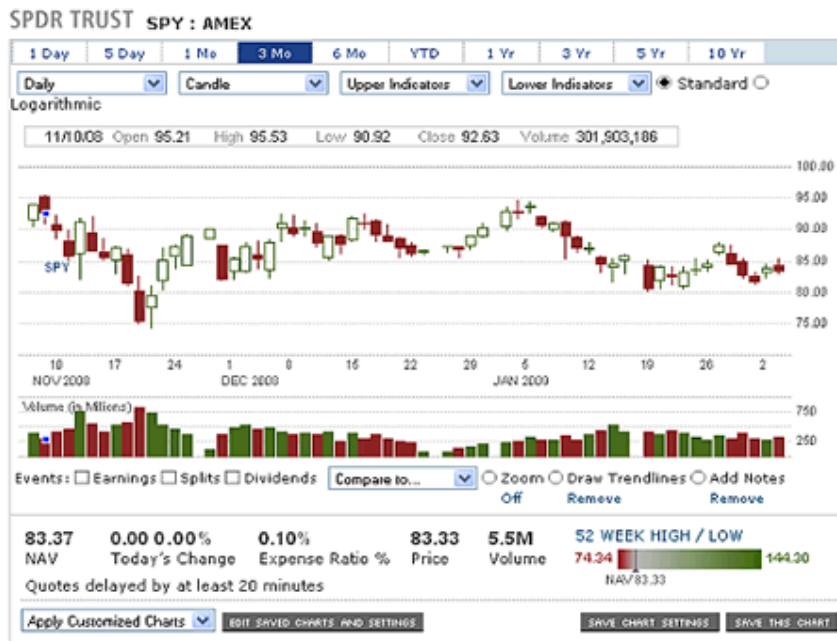 SPDR TRUST SPY : AMEX
1 Day 5 Day 1 Mo 3 Mo 6 Mo YTD 1 Yr 3 Yr 5 Yr 10 Yr
Daily Candle Upper Indicators Lower Indicators Standard
Logarithmic
11/10/08 Open 95.21 High 95.53 Low 90.92 Close 92.63 Volume 301,903,186
100.00
95.00
90.00
85.00
SPY
80.00
75.00
10 17 24 1 8 15 22 29 5 12 19 26 2
NOV 2008 DEC 2008 JAN 2009
Volume (in Millions)
750
250
Events: Earnings Splits Dividends Compare to... Zoom Draw Trendlines Add Notes
Off Remove Remove
83.37 0.00 0.00% 0.10% 83.33 5.5M 52 WEEK HIGH / LOW
NAV Today's Change Expense Ratio % Price Volume 74.34 144.30
NAV 83.33
Quotes delayed by at least 20 minutes
Apply Customized Charts EDIT SAVED CHARTS AND SETTINGS SAVE CHART SETTINGS SAVE THIS CHART